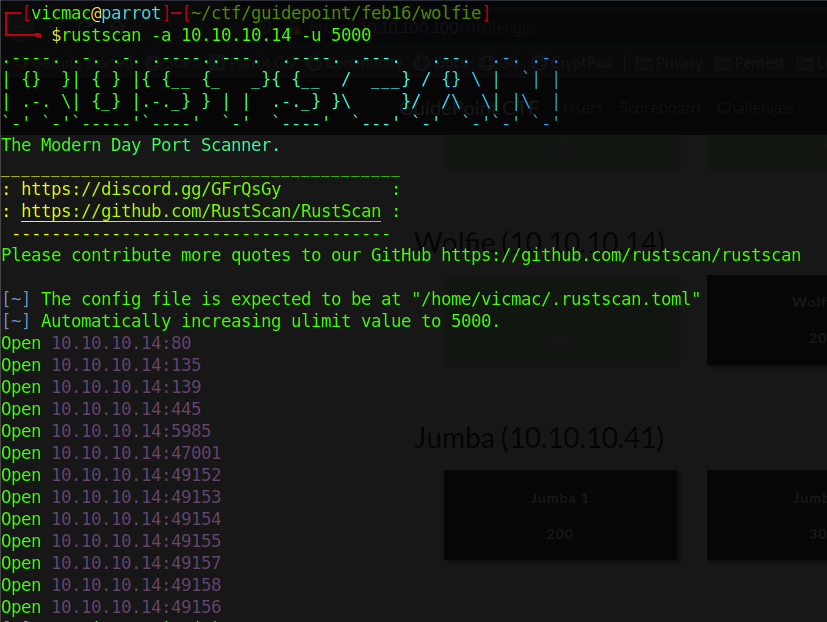 ┌─[vicmac@parrot]─[~/ctf/guidepoint/feb16/wolfie]
└──╼ $rustscan -a 10.10.10.14 -u 5000
10.100.100/challenges
CryptPad
Privacy
Pentest
The Modern Day Port Scanner.
Users
Scoreboard
Challenges
________________________________________
: https://discord.gg/GFrQsGy           :
: https://github.com/RustScan/RustScan :
 --------------------------------------
Please contribute more quotes to our GitHub https://github.com/rustscan/rustscan
[~] The config file is expected to be at "/home/vicmac/.rustscan.toml"
[~] Automatically increasing ulimit value to 5000.
Open 10.10.10.14:80
Open 10.10.10.14:135
Open 10.10.10.14:139
Open 10.10.10.14:445
Open 10.10.10.14:5985
Open 10.10.10.14:47001
Open 10.10.10.14:49152
Open 10.10.10.14:49153
Open 10.10.10.14:49154
Open 10.10.10.14:49155
Open 10.10.10.14:49157
Open 10.10.10.14:49158
Open 10.10.10.14:49156
Wolfie (10.10.10.14)
Wolf
20
Jumba (10.10.10.41)
Jumba 1
200
Jumb
30